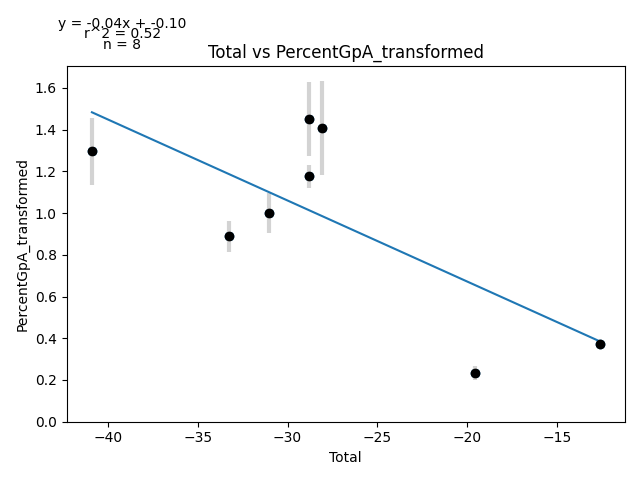 y = -0.04x + -0.10
r^2 = 0.52
n = 8
Total vs PercentGpA_transformed
PercentGpA_transformed
1.6
1.4
1.2
1.0
0.8
0.6
0.4
0.2
0.0
−40
−35
−30
−25
−20
−15
Total